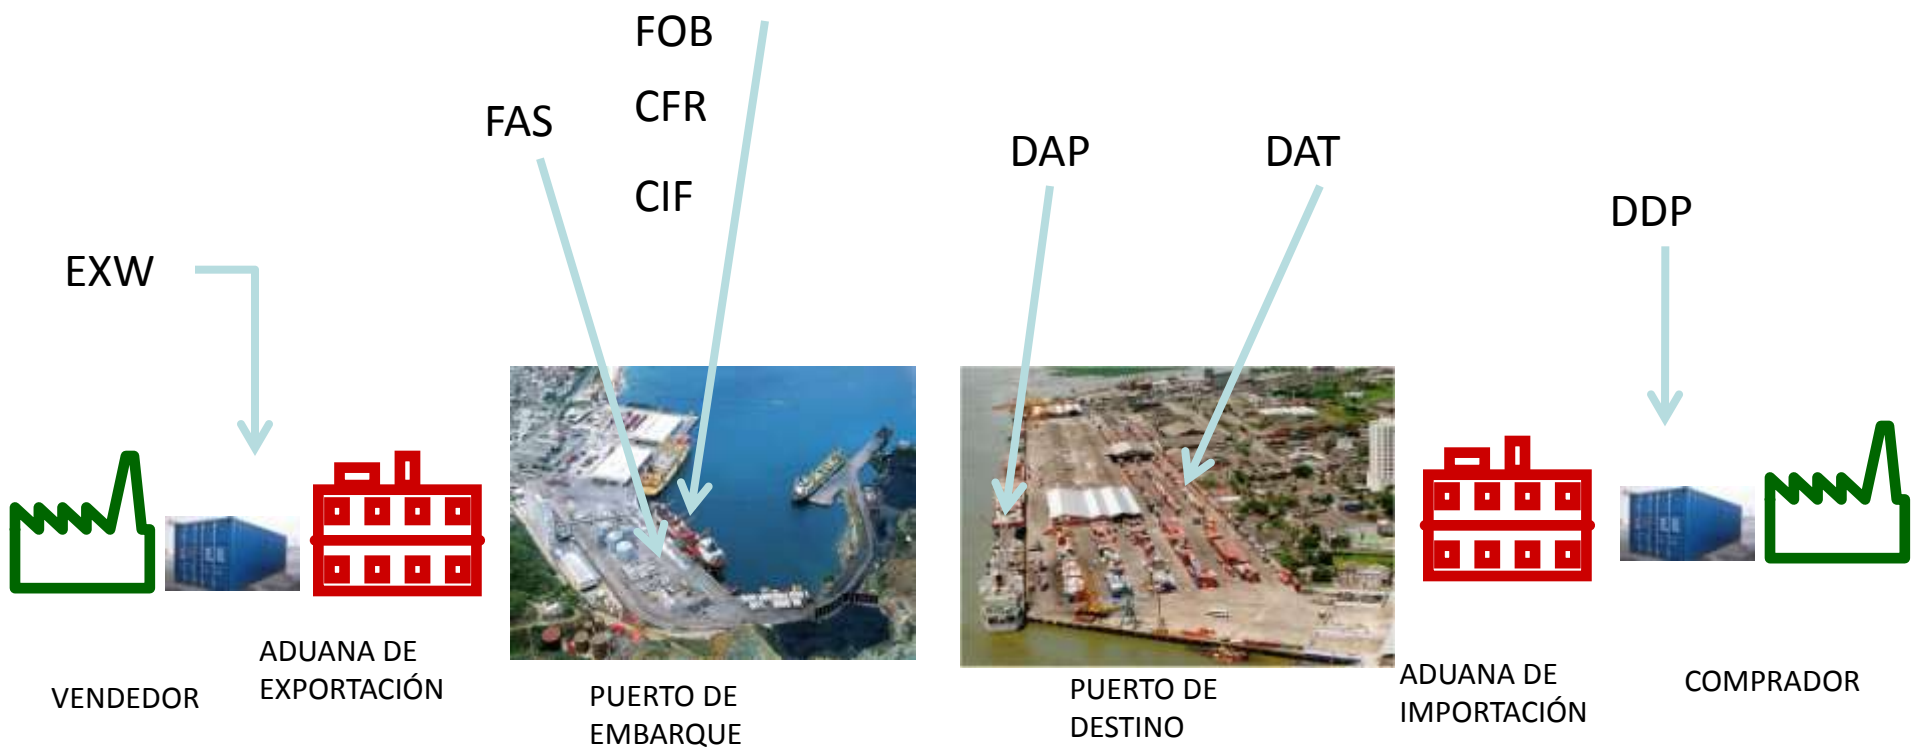 FOB
CFR
CIF
FAS
DAP
DAT
DDP
EXW
VENDEDOR
ADUANA DE
EXPORTACIÓN
PUERTO DE
EMBARQUE
PUERTO DE
DESTINO
ADUANA DE
IMPORTACIÓN
COMPRADOR